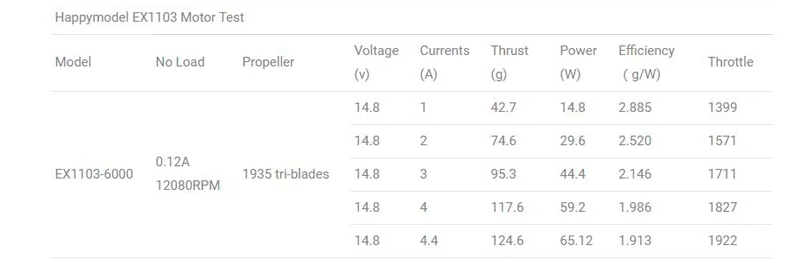 Happymodel EX1103 Motor Test
Model No Load Propeller Voltage (v) Currents (A) Thrust (g) Power (W) Efficiency ( g/W) Throttle
EX1103-6000 0.12A 12080RPM 1935 tri-blades
14.8 1 42.7 14.8 2.885 1399
14.8 2 74.6 29.6 2.520 1571
14.8 3 95.3 44.4 2.146 1711
14.8 4 117.6 59.2 1.986 1827
14.8 4.4 124.6 65.12 1.913 1922